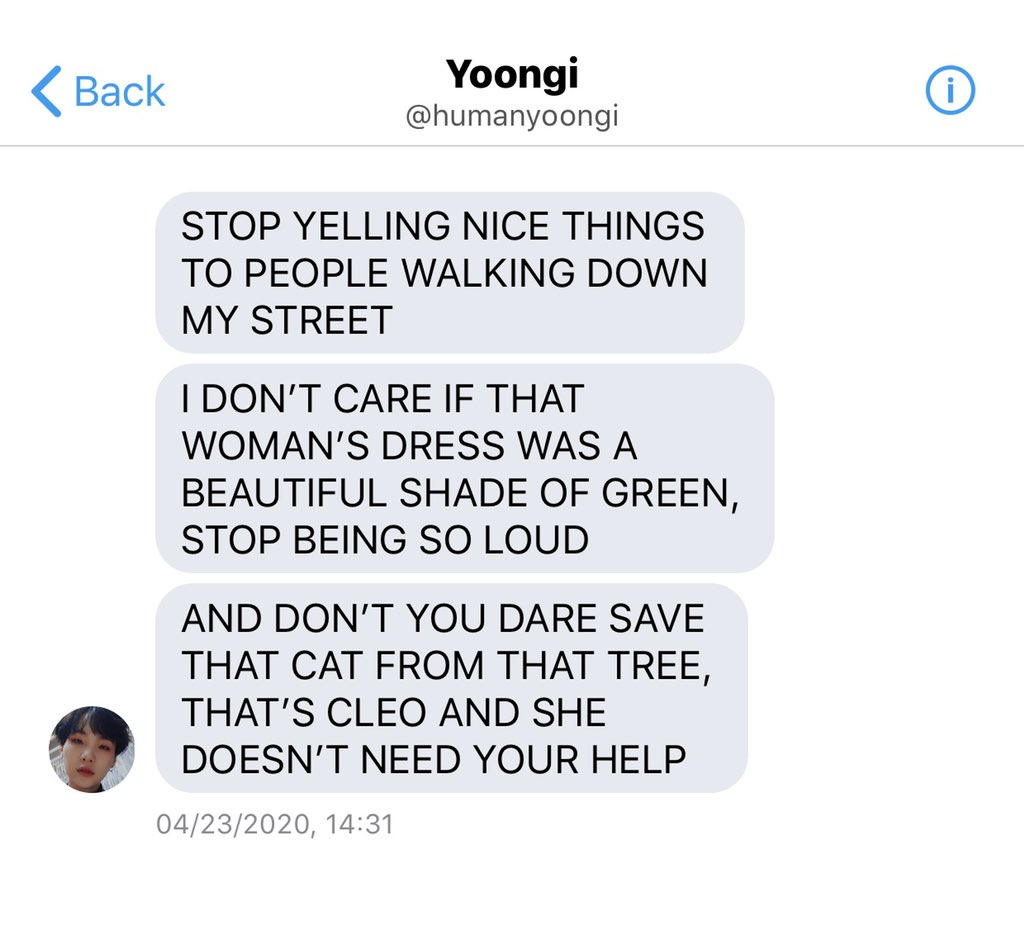 Back
Yoongi
@humanyoongi
i
STOP YELLING NICE THINGS
TO PEOPLE WALKING DOWN
MY STREET
I DON’T CARE IF THAT
WOMAN’S DRESS WAS A
BEAUTIFUL SHADE OF GREEN,
STOP BEING SO LOUD
AND DON’T YOU DARE SAVE
THAT CAT FROM THAT TREE,
THAT’S CLEO AND SHE
DOESN’T NEED YOUR HELP
04/23/2020, 14:31